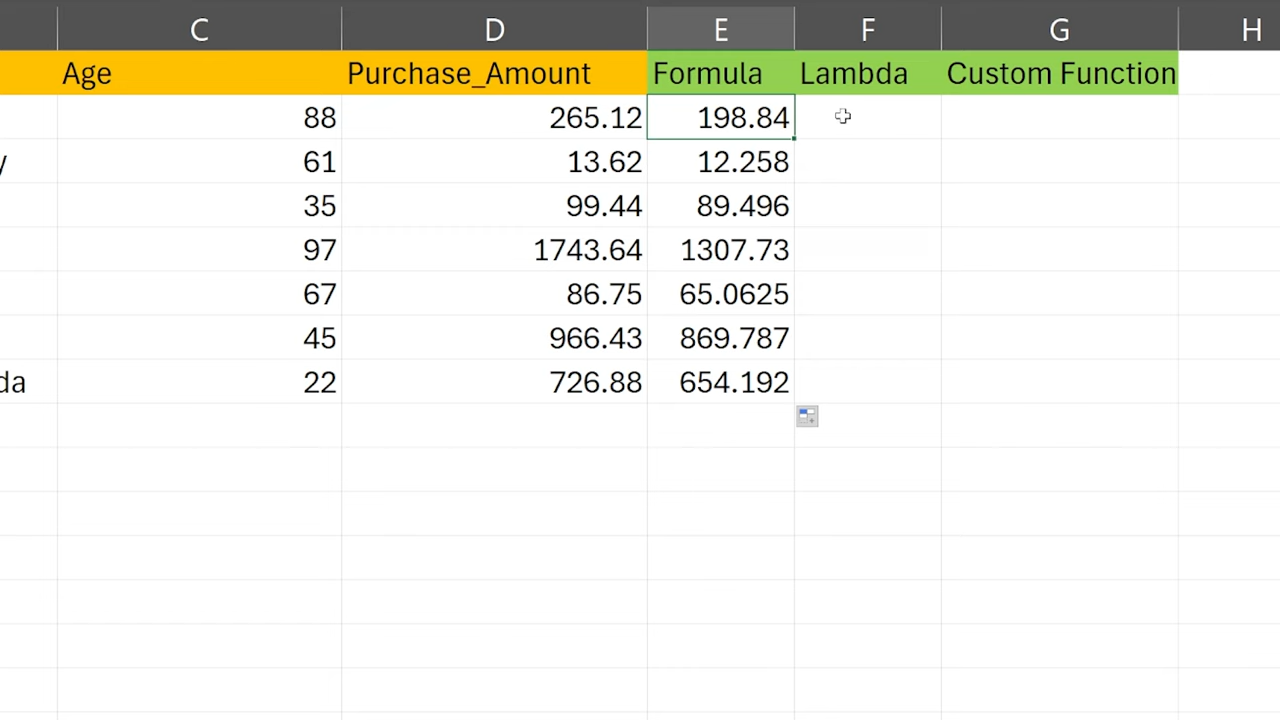 C D E F G H
Age Purchase_Amount Formula Lambda Custom Function
88 265.12 198.84
y 61 13.62 12.258
35 99.44 89.496
97 1743.64 1307.73
67 86.75 65.0625
45 966.43 869.787
da 22 726.88 654.192